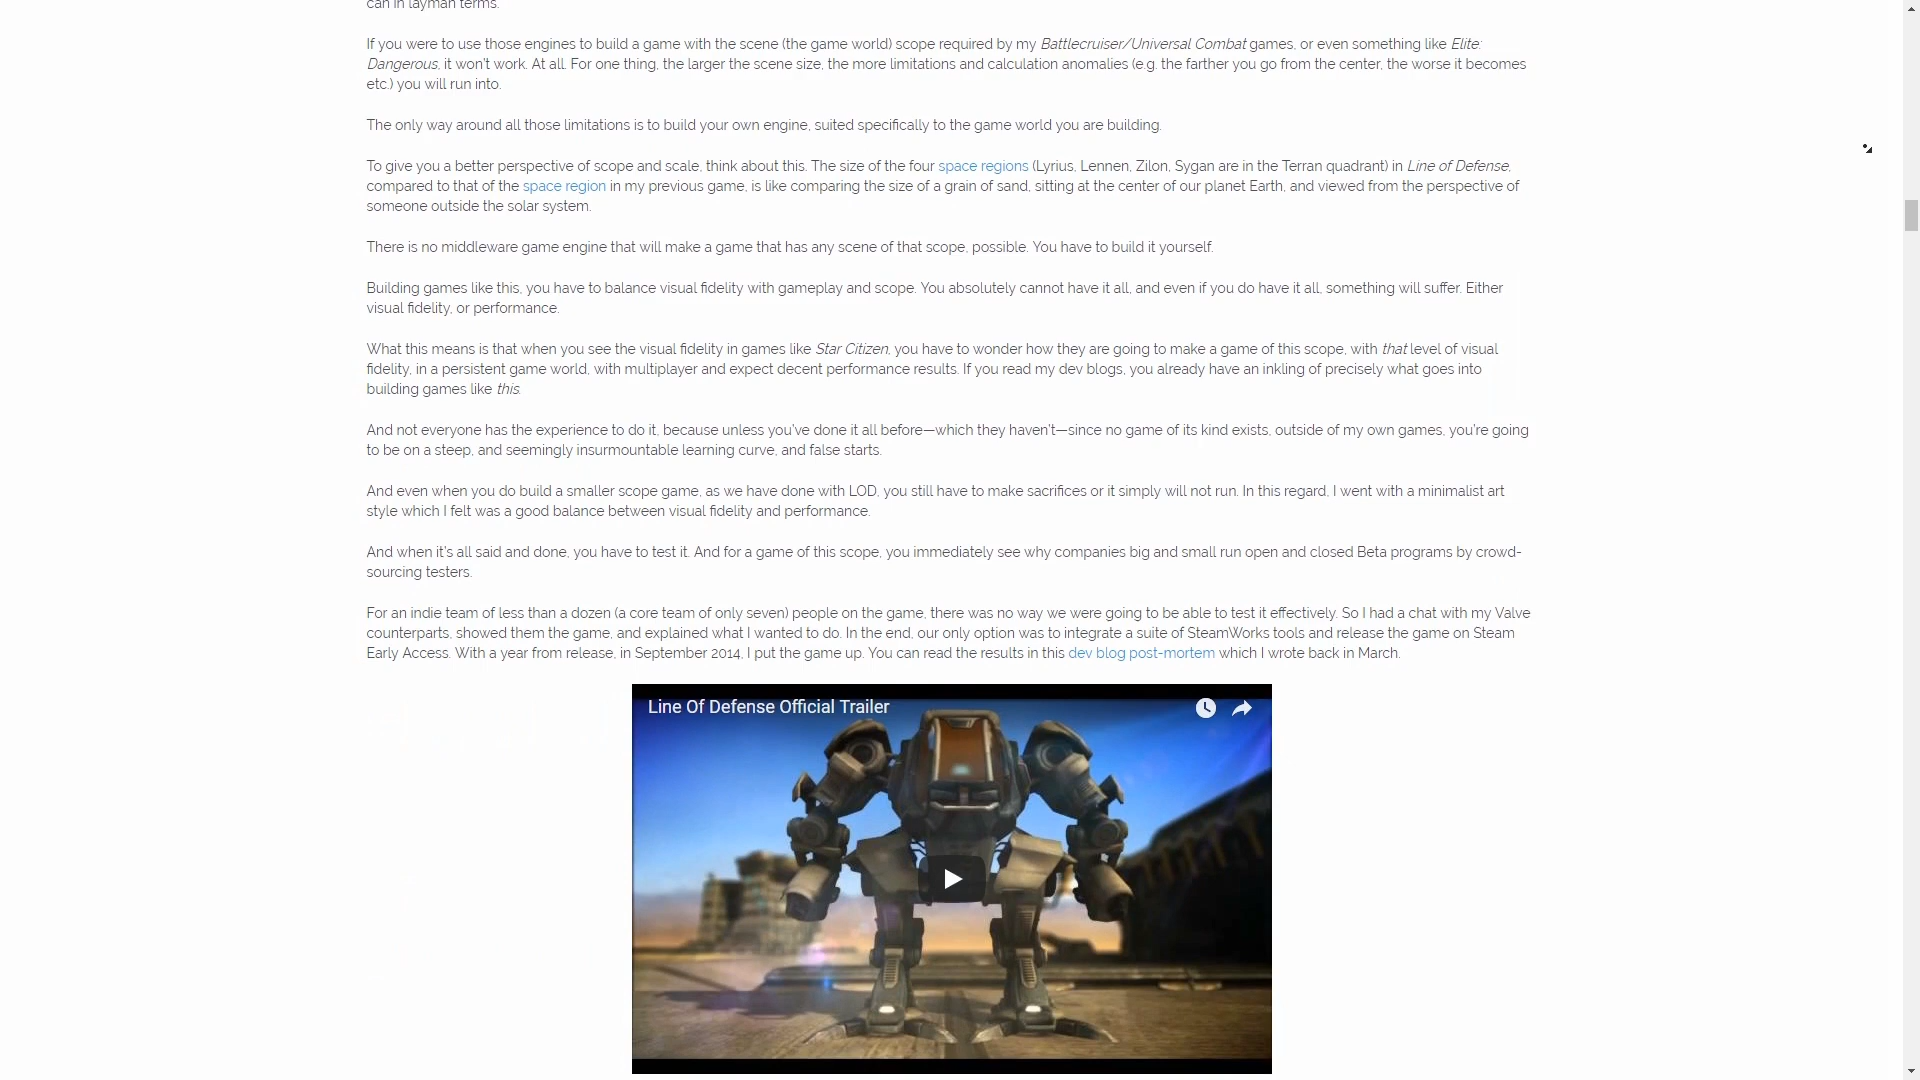 can in layman terms.
If you were to use those engines to build a game with the scene (the game world) scope required by my Battlecruiser/Universal Combat games, or even something like Elite:
Dangerous, it won't work. At all. For one thing, the larger the scene size, the more limitations and calculation anomalies (e.g. the farther you go from the center, the worse it becomes
etc.) you will run into.
The only way around all those limitations is to build your own engine, suited specifically to the game world you are building.
To give you a better perspective of scope and scale, think about this. The size of the four space regions (Lyrius, Lennen, Zilon, Sygan are in the Terran quadrant) in Line of Defense,
compared to that of the space region in my previous game, is like comparing the size of a grain of sand, sitting at the center of our planet Earth, and viewed from the perspective of
someone outside the solar system.
There is no middleware game engine that will make a game that has any scene of that scope, possible. You have to build it yourself.
Building games like this, you have to balance visual fidelity with gameplay and scope. You absolutely cannot have it all, and even if you do have it all, something will suffer. Either
visual fidelity, or performance.
What this means is that when you see the visual fidelity in games like Star Citizen, you have to wonder how they are going to make a game of this scope, with that level of visual
fidelity, in a persistent game world, with multiplayer and expect decent performance results. If you read my dev blogs, you already have an inkling of precisely what goes into
building games like this.
And not everyone has the experience to do it, because unless you've done it all before—which they haven't—since no game of its kind exists, outside of my own games, you're going
to be on a steep, and seemingly insurmountable learning curve, and false starts.
And even when you do build a smaller scope game, as we have done with LOD, you still have to make sacrifices or it simply will not run. In this regard, I went with a minimalist art
style which I felt was a good balance between visual fidelity and performance.
And when it's all said and done, you have to test it. And for a game of this scope, you immediately see why companies big and small run open and closed Beta programs by crowd-
sourcing testers.
For an indie team of less than a dozen (a core team of only seven) people on the game, there was no way we were going to be able to test it effectively. So I had a chat with my Valve
counterparts, showed them the game, and explained what I wanted to do. In the end, our only option was to integrate a suite of SteamWorks tools and release the game on Steam
Early Access. With a year from release, in September 2014, I put the game up. You can read the results in this dev blog post-mortem which I wrote back in March.
Line Of Defense Official Trailer